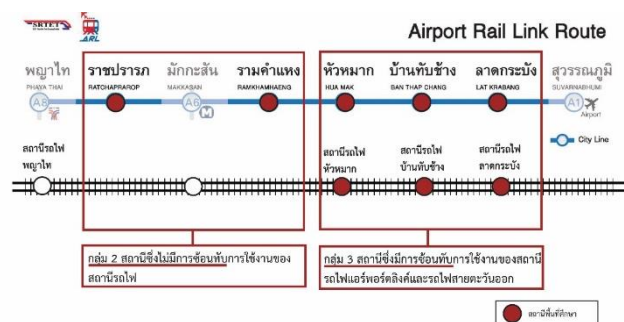 SRTET
ARL
Airport Rail Link Route
พญาไท
PHAYA THAI
A8
ราชปรารภ
RATCHAPRAROP
มักกะสัน
MAKKASAN
A6
M
รามคำแหง
RAMKHAMHAENG
หัวหมาก
HUA MAK
บ้านทับช้าง
BAN THAP CHANG
ลาดกระบัง
LAT KRABANG
สุวรรณภูมิ
SUVARNABHUMI
A1
Airport
City Line
สถานีรถไฟ
พญาไท
สถานีรถไฟ
หัวหมาก
สถานีรถไฟ
บ้านทับช้าง
สถานีรถไฟ
ลาดกระบัง
กลุ่ม 2 สถานีซึ่งไม่มีการซ้อนทับการใช้งานของ
สถานีรถไฟ
กลุ่ม 3 สถานีซึ่งมีการซ้อนทับการใช้งานของสถานี
รถไฟแอร์พอร์ตลิงค์และรถไฟสายตะวันออก
สถานีพื้นที่ศึกษา